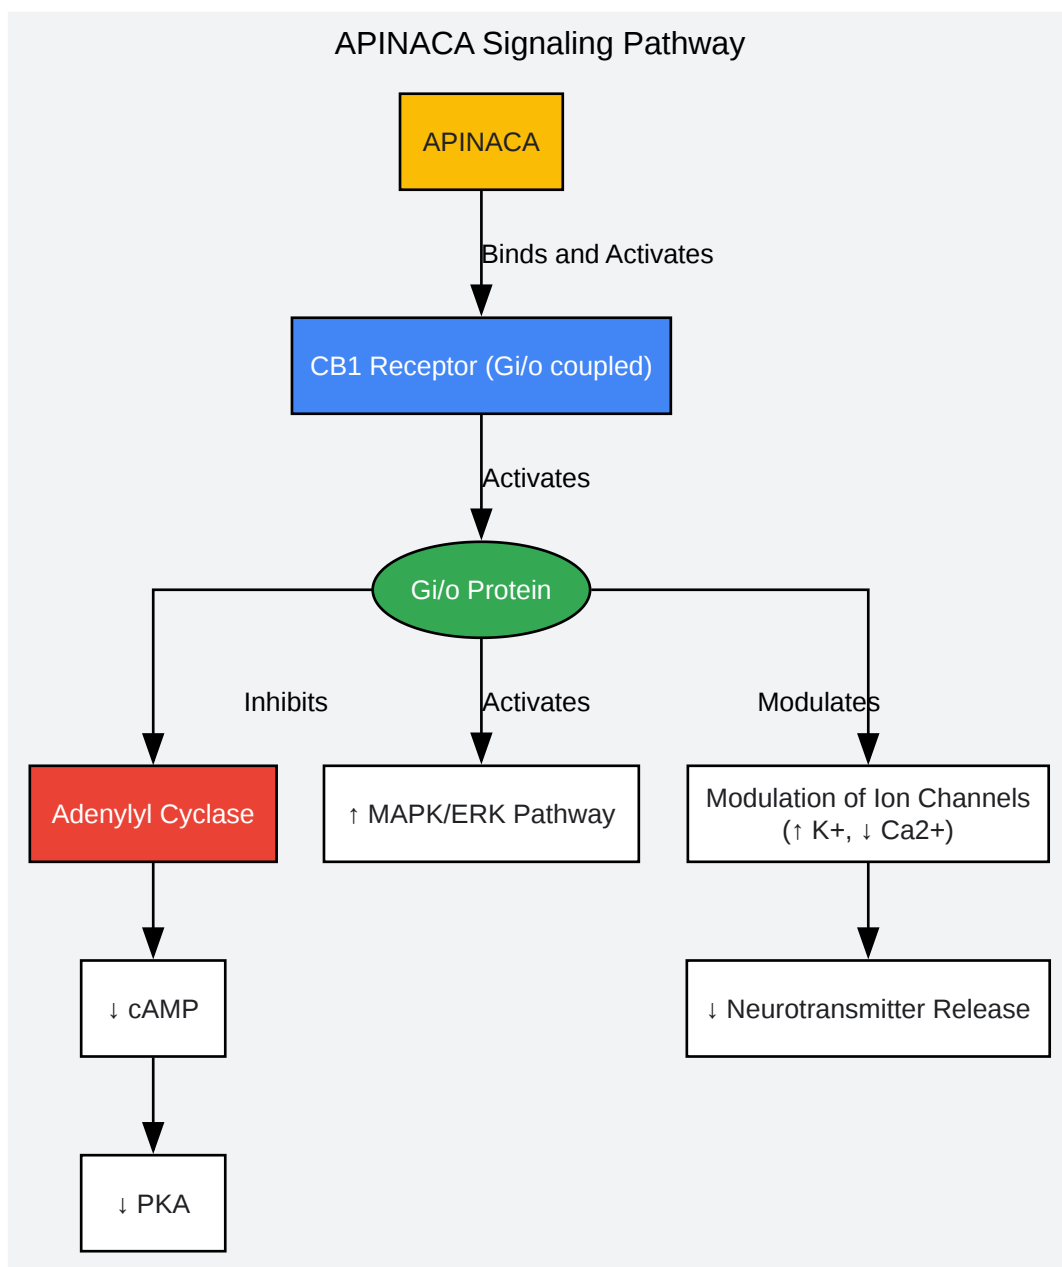 APINACA Signaling Pathway
APINACA
Binds and Activates
CB1 Receptor (Gi/o coupled)
Activates
Gi/o Protein
Inhibits
Activates
Modulates
Adenylyl Cyclase
↑ MAPK/ERK Pathway
Modulation of Ion Channels
(↑ K+, ↓ Ca2+)
↓ cAMP
↓ Neurotransmitter Release
↓ PKA